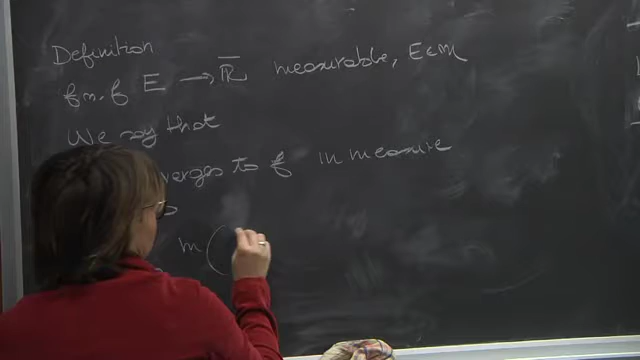 Definition
fn, f E → ℝ̅ measurable, E∈M
We say that
verges to f in measure
m (